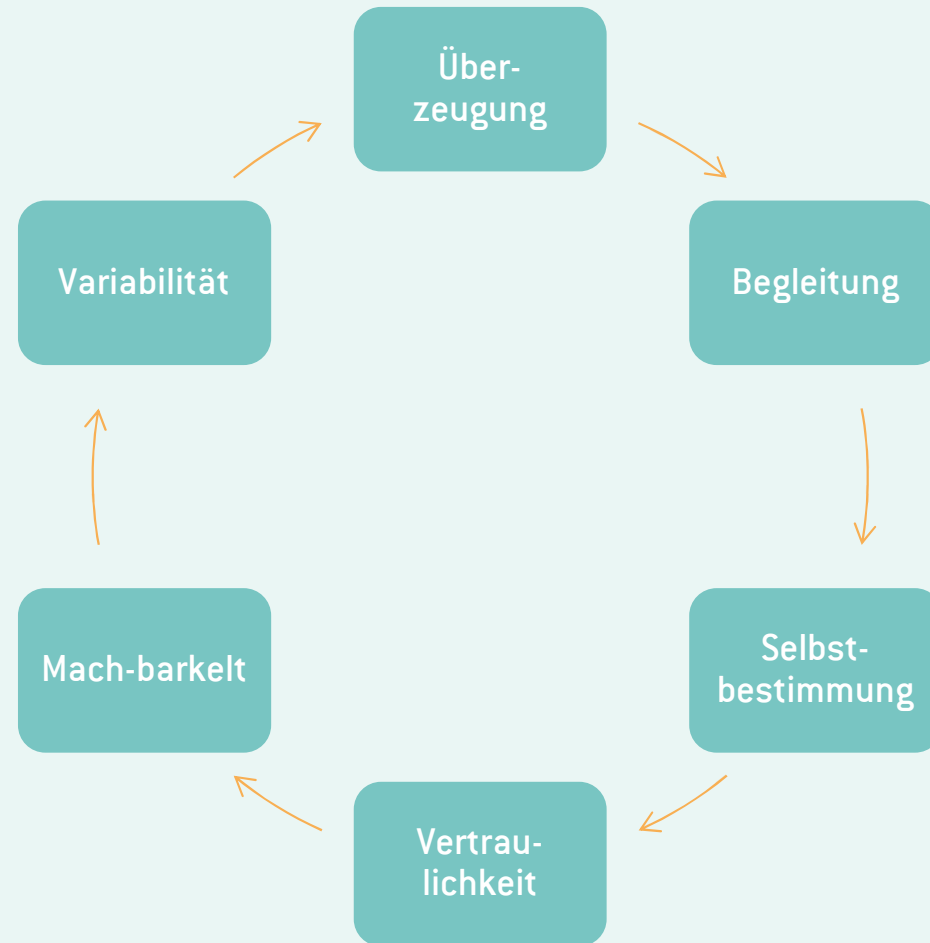 Über-
zeugung
Begleitung
Selbst-
bestimmung
Vertrau-
lichkeit
Mach-barkelt
Variabilität